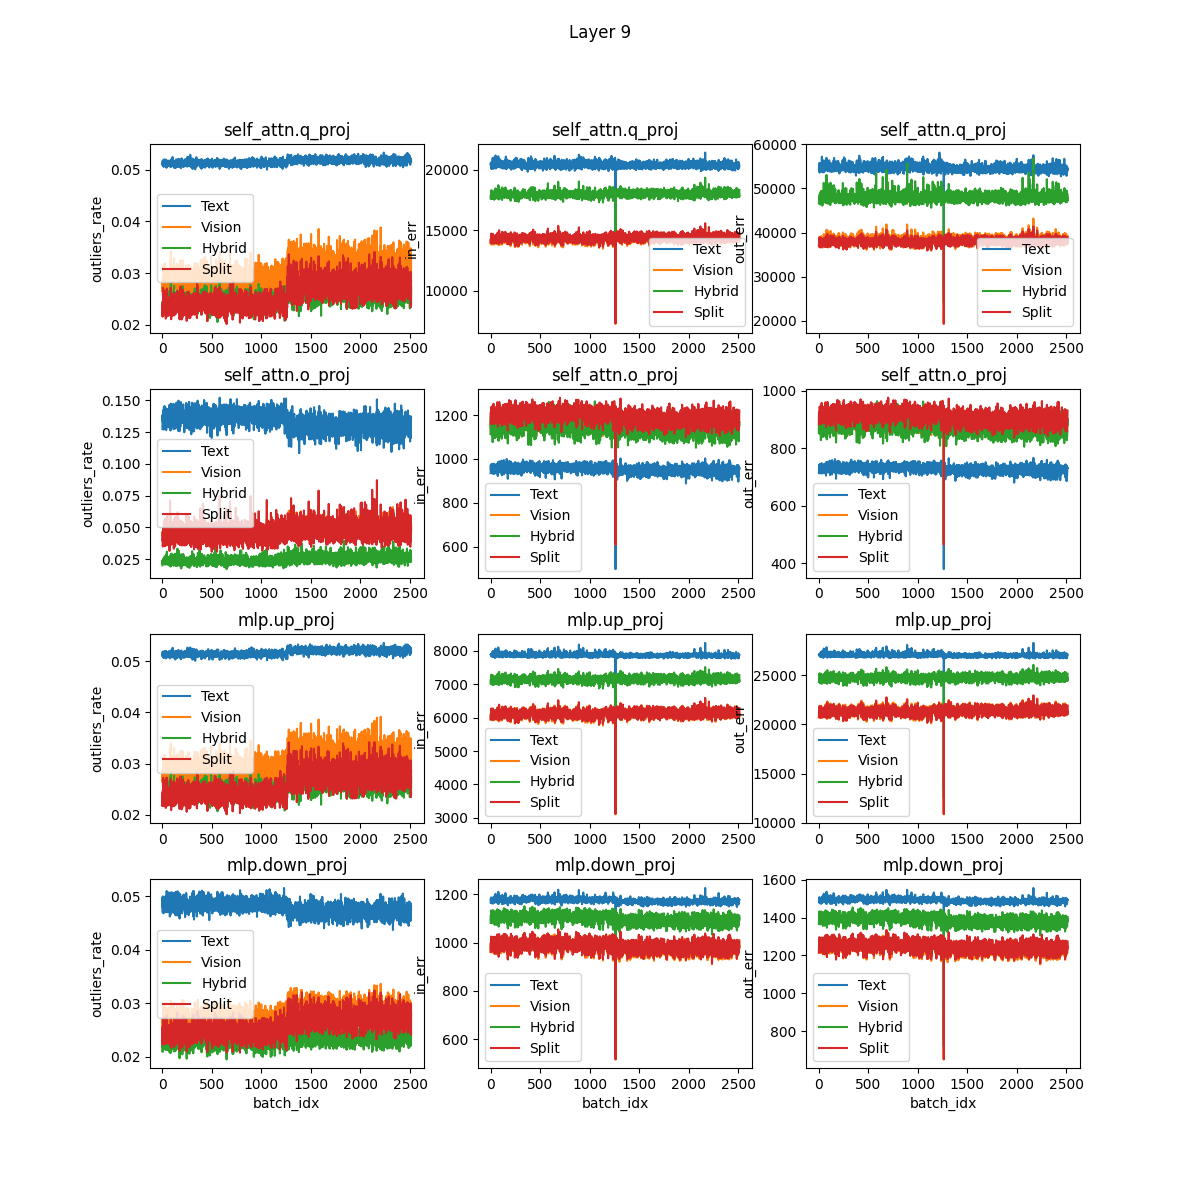 Layer 9
self_attn.q_proj self_attn.q_proj self_attn.q_proj
outliers_rate in_err out_err
0.05 0.04 0.03 0.02
20000 15000 10000
60000 50000 40000 30000 20000
Text Vision Hybrid Split
Text Vision Hybrid Split
Text Vision Hybrid Split
0 500 1000 1500 2000 2500 0 500 1000 1500 2000 2500 0 500 1000 1500 2000 2500
self_attn.o_proj self_attn.o_proj self_attn.o_proj
outliers_rate in_err out_err
0.150 0.125 0.100 0.075 0.050 0.025
1200 1000 800 600
1000 800 600 400
Text Vision Hybrid Split
Text Vision Hybrid Split
Text Vision Hybrid Split
0 500 1000 1500 2000 2500 0 500 1000 1500 2000 2500 0 500 1000 1500 2000 2500
mlp.up_proj mlp.up_proj mlp.up_proj
outliers_rate in_err out_err
0.05 0.04 0.03 0.02
8000 7000 6000 5000 4000 3000
25000 20000 15000 10000
Text Vision Hybrid Split
Text Vision Hybrid Split
Text Vision Hybrid Split
0 500 1000 1500 2000 2500 0 500 1000 1500 2000 2500 0 500 1000 1500 2000 2500
mlp.down_proj mlp.down_proj mlp.down_proj
outliers_rate in_err out_err
0.05 0.04 0.03 0.02
1200 1000 800 600
1600 1400 1200 1000 800
Text Vision Hybrid Split
Text Vision Hybrid Split
Text Vision Hybrid Split
0 500 1000 1500 2000 2500 0 500 1000 1500 2000 2500 0 500 1000 1500 2000 2500
batch_idx batch_idx batch_idx